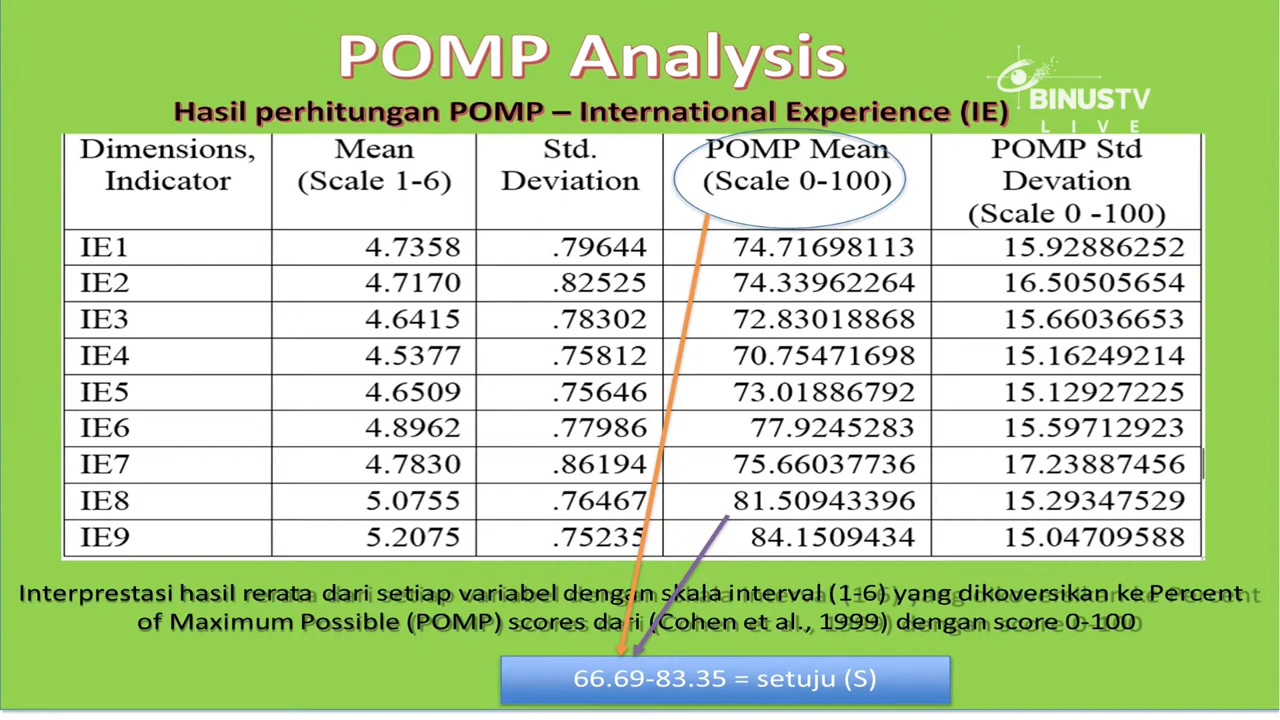 POMP Analysis
BINUSTV
LIVE
Hasil perhitungan POMP – International Experience (IE)
Dimensions, Indicator Mean (Scale 1-6) Std. Deviation POMP Mean (Scale 0-100) POMP Std Devation (Scale 0 -100)
IE1 4.7358 .79644 74.71698113 15.92886252
IE2 4.7170 .82525 74.33962264 16.50505654
IE3 4.6415 .78302 72.83018868 15.66036653
IE4 4.5377 .75812 70.75471698 15.16249214
IE5 4.6509 .75646 73.01886792 15.12927225
IE6 4.8962 .77986 77.9245283 15.59712923
IE7 4.7830 .86194 75.66037736 17.23887456
IE8 5.0755 .76467 81.50943396 15.29347529
IE9 5.2075 .75235 84.1509434 15.04709588
Interprestasi hasil rerata dari setiap variabel dengan skala interval (1-6) yang dikoversikan ke Percent
of Maximum Possible (POMP) scores dari (Cohen et al., 1999) dengan score 0-100
66.69-83.35 = setuju (S)